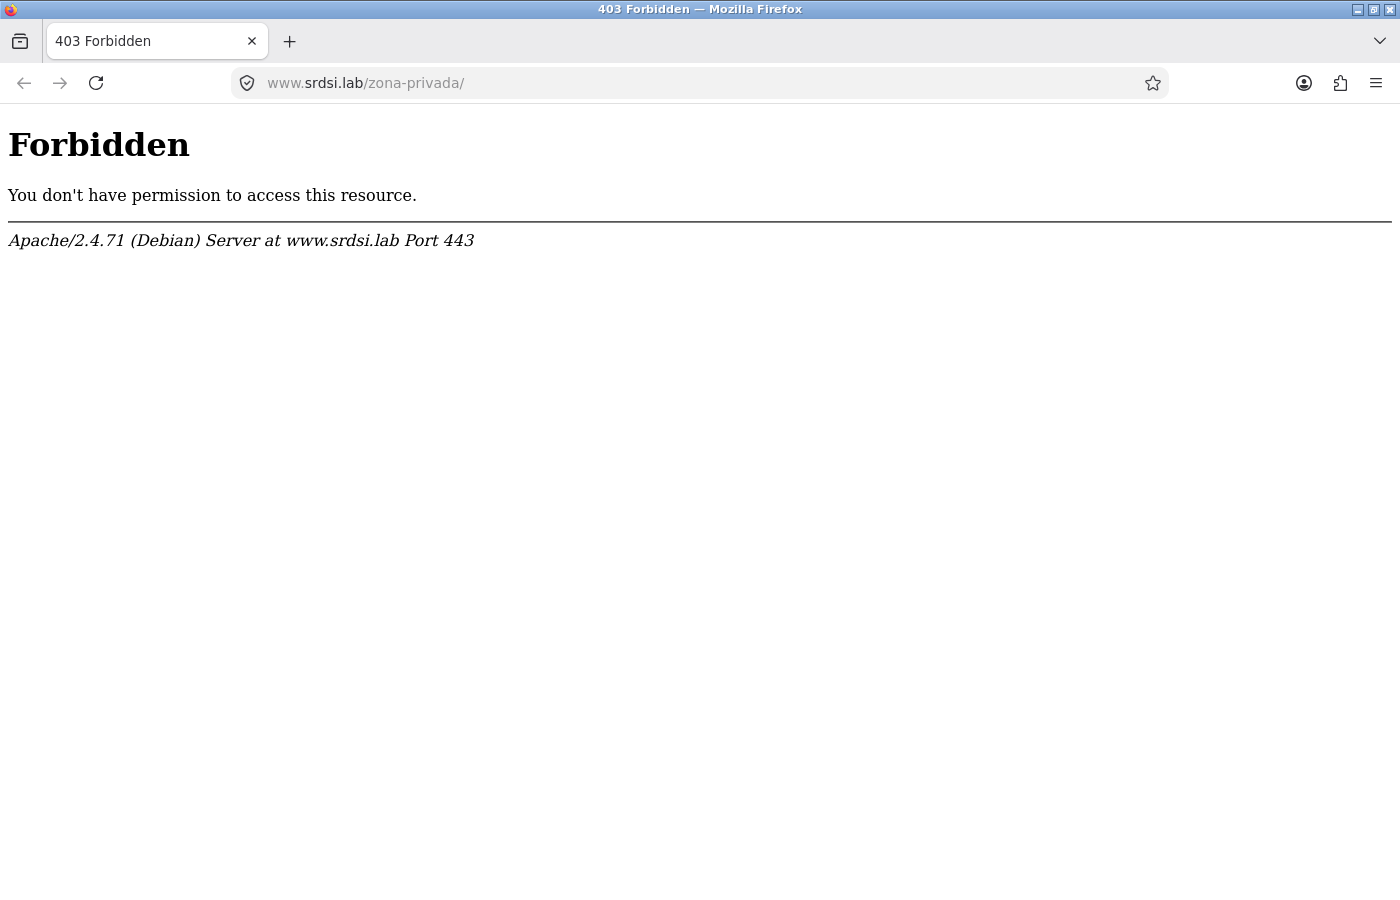 403 Forbidden — Mozilla Firefox
403 Forbidden
www.srdsi.lab/zona-privada/
Forbidden
You don't have permission to access this resource.
Apache/2.4.71 (Debian) Server at www.srdsi.lab Port 443